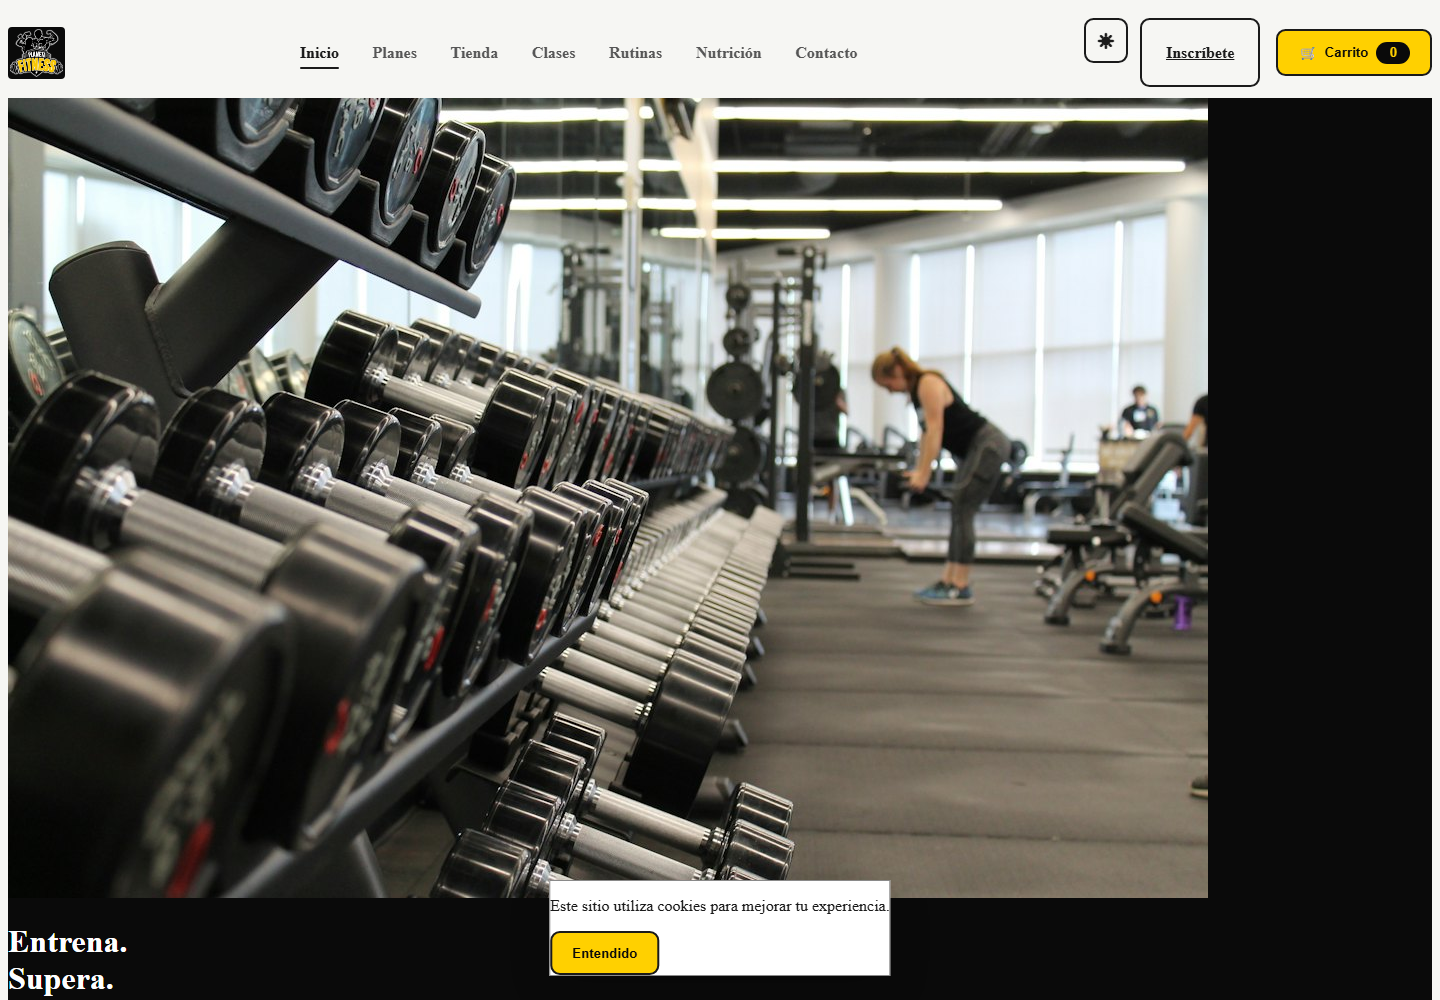 FITNESS
Inicio
Planes
Tienda
Clases
Rutinas
Nutrición
Contacto
Inscríbete
Carrito 0
Este sitio utiliza cookies para mejorar tu experiencia.
Entendido
Entrena.
Supera.